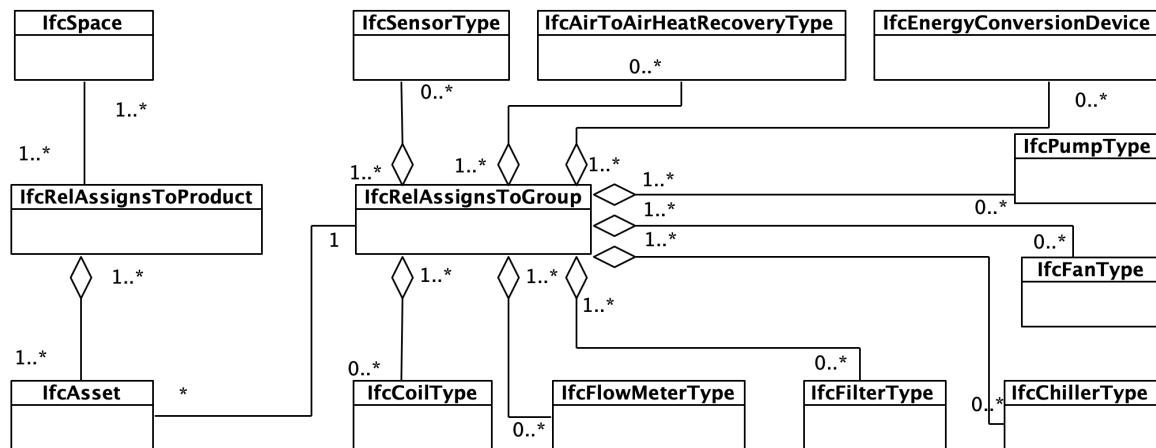 IfcSpace
IfcSensorType
IfcAirToAirHeatRecoveryType
IfcEnergyConversionDevice
0..*
0..*
0..*
1..*
1..*
1..*
1..*
1..*
IfcPumpType
IfcRelAssignsToProduct
IfcRelAssignsToGroup
1..*
0..*
1..*
1
1..*
0..*
IfcFanType
1..*
1..*
1..*
1..*
1..*
0..*
0..*
IfcAsset
*
IfcCoilType
IfcFlowMeterType
0..*
IfcFilterType
0..*
IfcChillerType